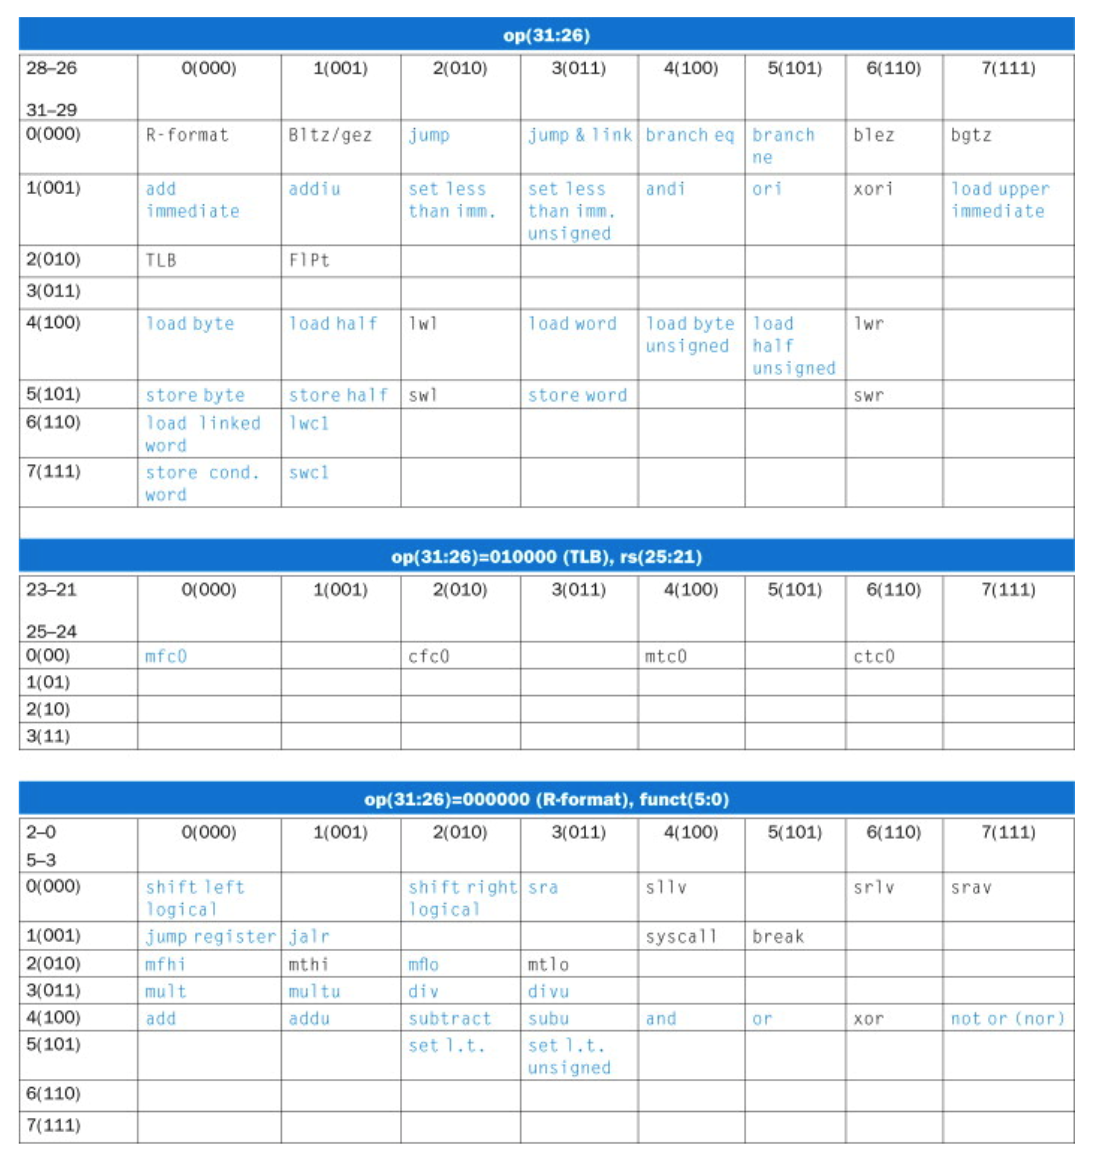 op(31:26)
28–26 0(000) 1(001) 2(010) 3(011) 4(100) 5(101) 6(110) 7(111)
31–29
0(000) R-format Bltz/gez jump jump & link branch eq branch blez bgtz
ne
1(001) add addiu set less set less andi ori xori load upper
immediate than imm. than imm. immediate
unsigned
2(010) TLB FlPt
3(011)
4(100) load byte load half lwl load word load byte load lwr
unsigned half
unsigned
5(101) store byte store half swl store word swr
6(110) load linked lwc1
word
7(111) store cond. swc1
word
op(31:26)=010000 (TLB), rs(25:21)
23–21 0(000) 1(001) 2(010) 3(011) 4(100) 5(101) 6(110) 7(111)
25–24
0(00) mfc0 cfc0 mtc0 ctc0
1(01)
2(10)
3(11)
op(31:26)=000000 (R-format), funct(5:0)
2–0 0(000) 1(001) 2(010) 3(011) 4(100) 5(101) 6(110) 7(111)
5–3
0(000) shift left shift right sra sllv srlv srav
logical logical
1(001) jump register jalr syscall break
2(010) mfhi mthi mflo mtlo
3(011) mult multu div divu
4(100) add addu subtract subu and or xor not or (nor)
5(101) set l.t. set l.t.
unsigned
6(110)
7(111)